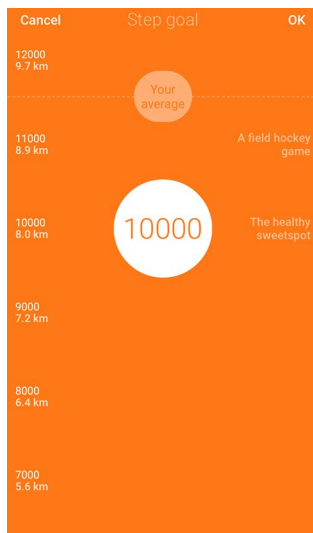 Cancel
Step goal
OK
12000
9.7 km
Your
average
11000
8.9 km
A field hockey
game
10000
8.0 km
10000
The healthy
sweetspot
9000
7.2 km
8000
6.4 km
7000
5.6 km